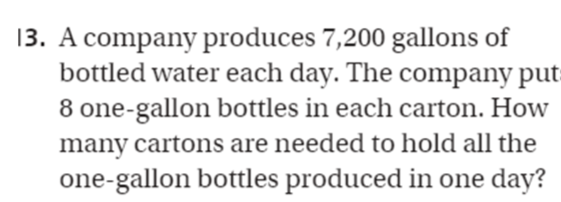 13. A company produces 7,200 gallons of
bottled water each day. The company put
8 one-gallon bottles in each carton. How
many cartons are needed to hold all the
one-gallon bottles produced in one day?